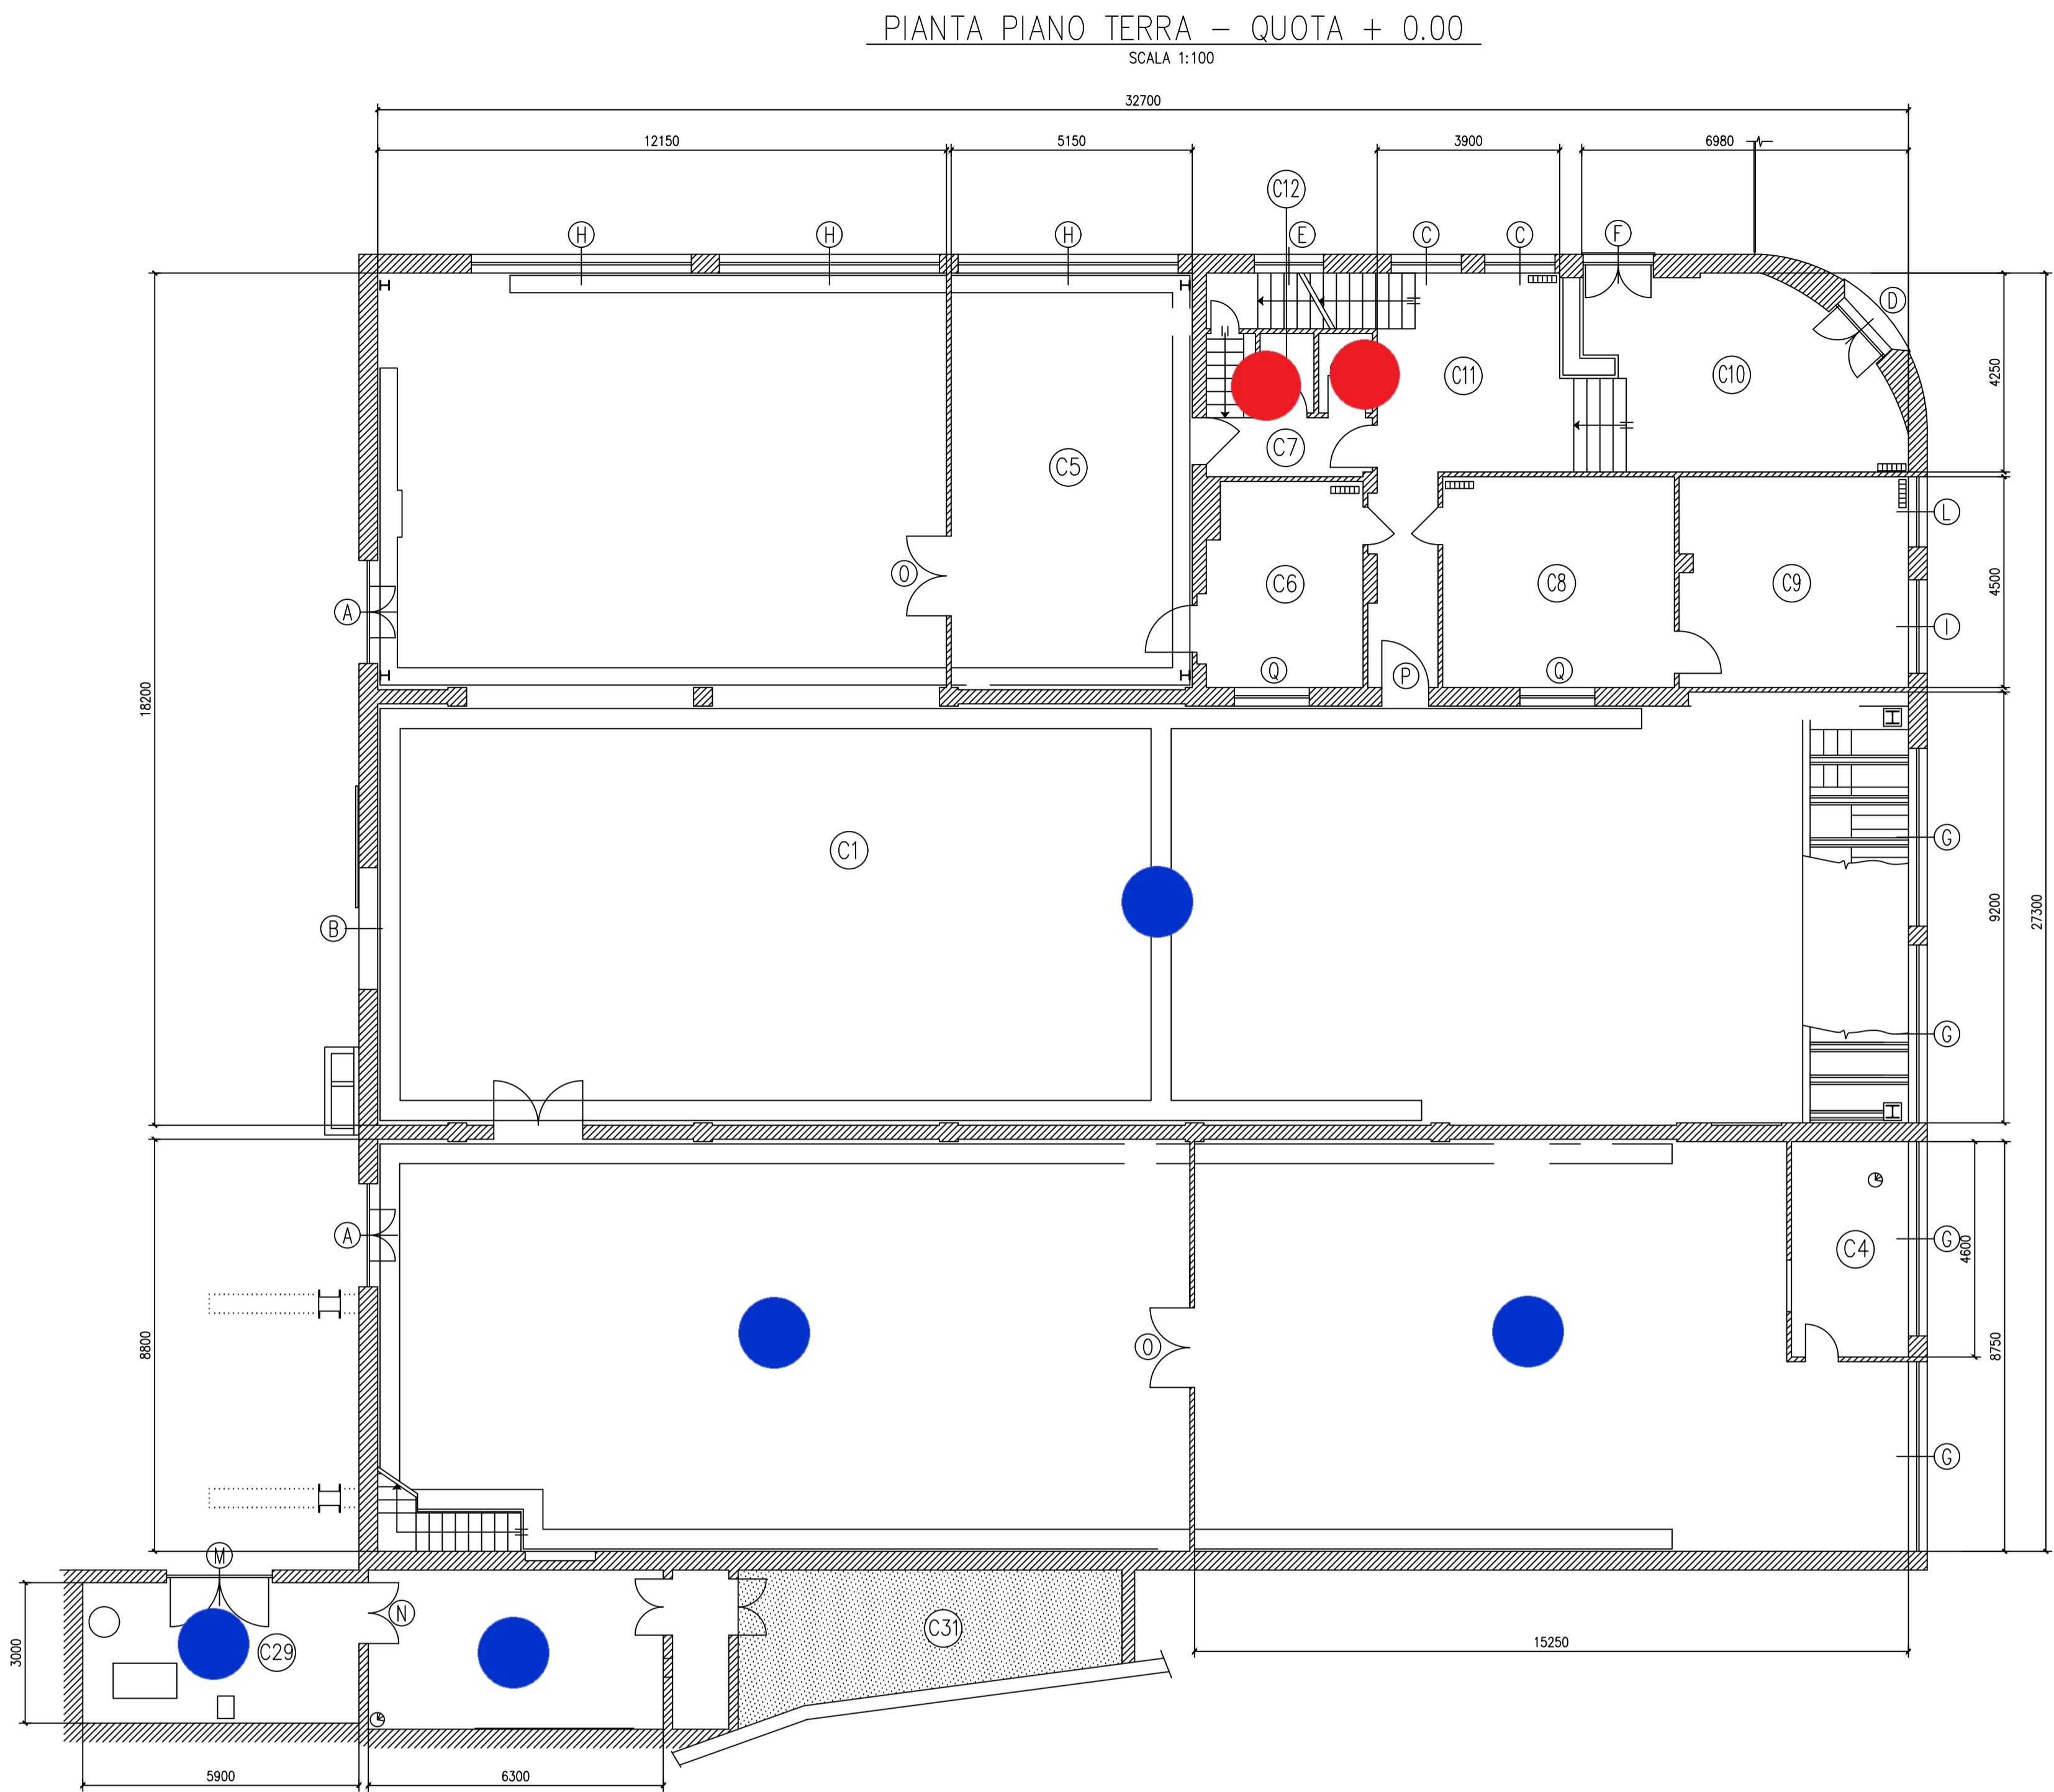 PIANTA PIANO TERRA – QUOTA + 0.00
SCALA 1:100
32700
12150
5150
3900
6980
C12
H
H
H
E
C
C
F
D
C11
C10
4250
C7
C5
L
O
C6
C8
C9
4500
A
I
Q
P
Q
18200
C1
G
B
9200
27300
G
A
G
C4
4600
O
8800
8750
G
M
N
C31
C29
15250
3000
5900
6300